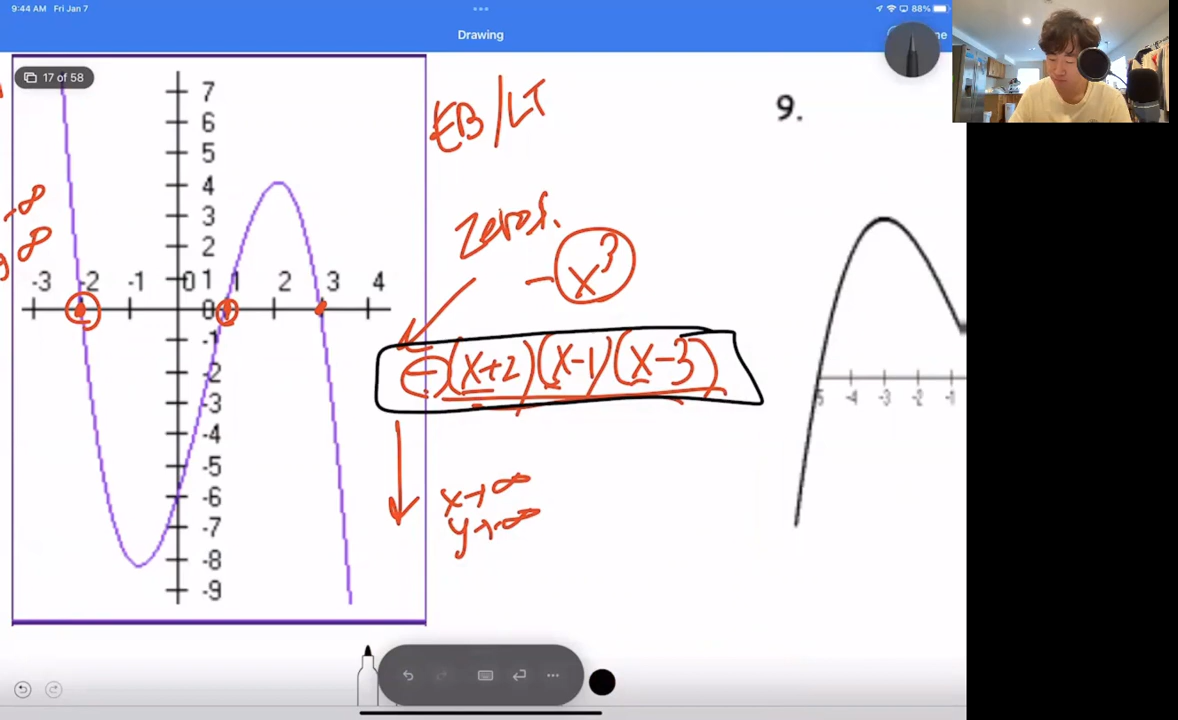 9:44 AM Fri Jan 7
88%
Drawing
17 of 58
7
6
5
4
3
2
1
-3 -2 -1 0 1 2 3 4
0
-1
-2
-3
-4
-5
-6
-7
-8
-9
-∞
∞
EB/LT
zeros.
-x³
(-)(x+2)(x-1)(x-3)
x→∞
y→-∞
9.
-5 -4 -3 -2 -1